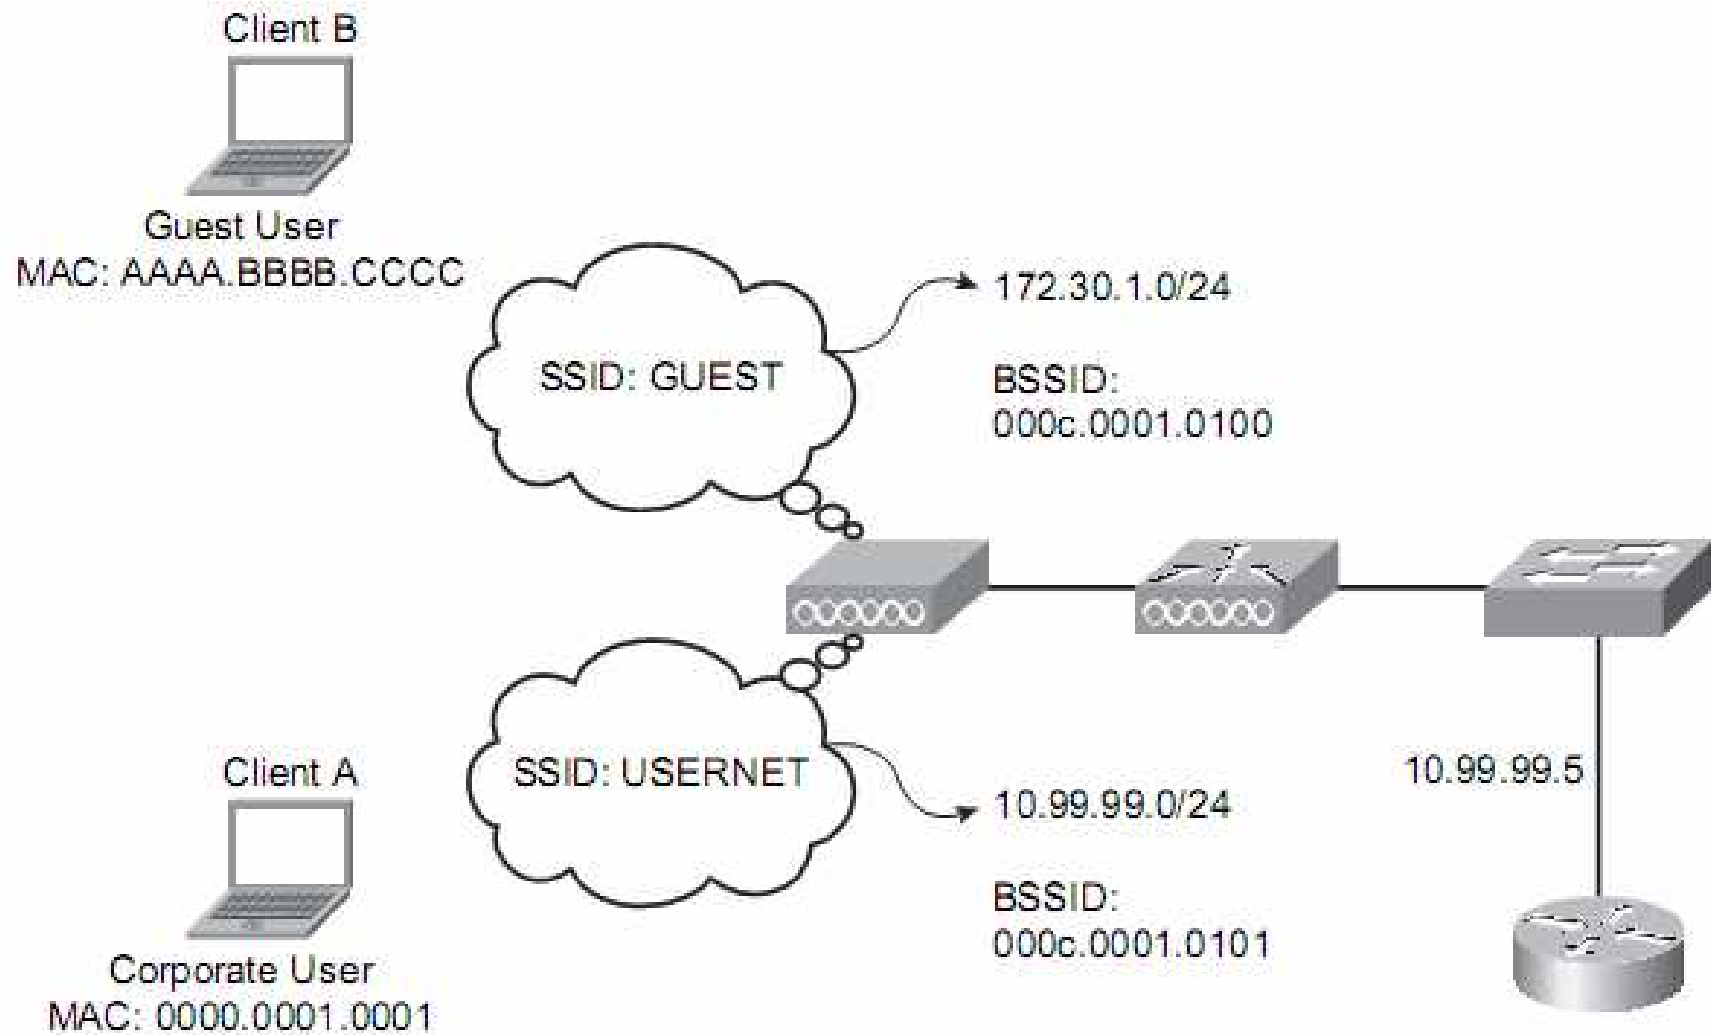 Client B
Guest User
MAC: AAAA.BBBB.CCCC
SSID: GUEST
172.30.1.0/24
BSSID:
000c.0001.0100
Client A
Corporate User
MAC: 0000.0001.0001
SSID: USERNET
10.99.99.0/24
BSSID:
000c.0001.0101
10.99.99.5